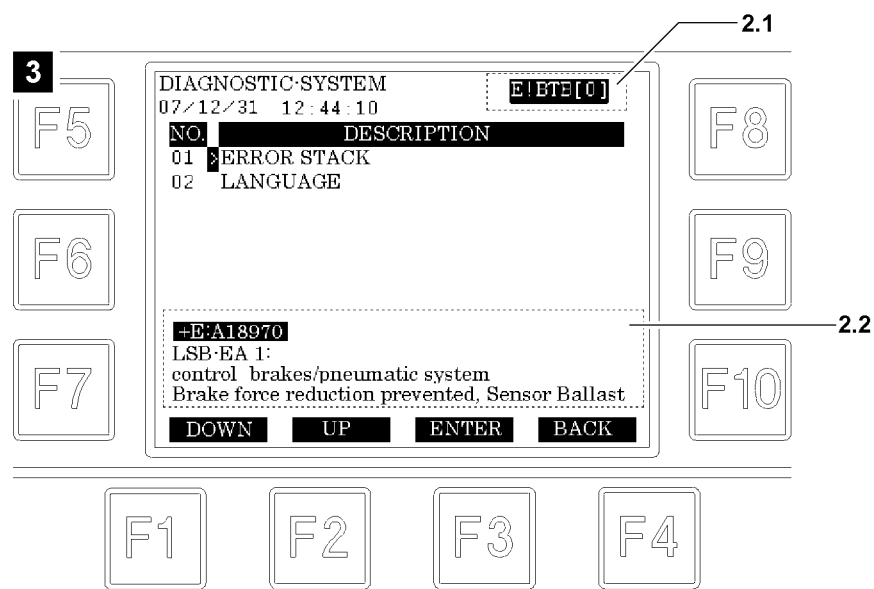 2.1
3
DIAGNOSTIC·SYSTEM
E!BTB[0]
07/12/31 12:44:10
NO. DESCRIPTION
01 >ERROR STACK
02 LANGUAGE
+E:A18970
LSB·EA 1:
control brakes/pneumatic system
Brake force reduction prevented, Sensor Ballast
2.2
DOWN UP ENTER BACK
F5
F6
F7
F8
F9
F10
F1 F2 F3 F4